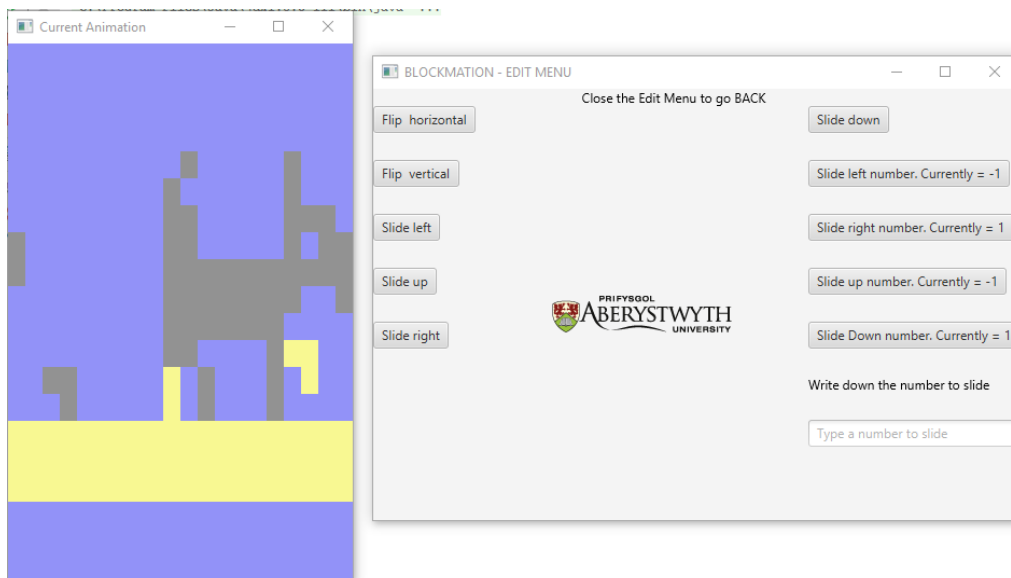 Current Animation
BLOCKMATION - EDIT MENU
Close the Edit Menu to go BACK
Flip horizontal
Slide down
Flip vertical
Slide left number. Currently = -1
Slide left
Slide right number. Currently = 1
Slide up
Slide up number. Currently = -1
PRIFYSGOL
ABERYSTWYTH
UNIVERSITY
Slide right
Slide Down number. Currently = 1
Write down the number to slide
Type a number to slide